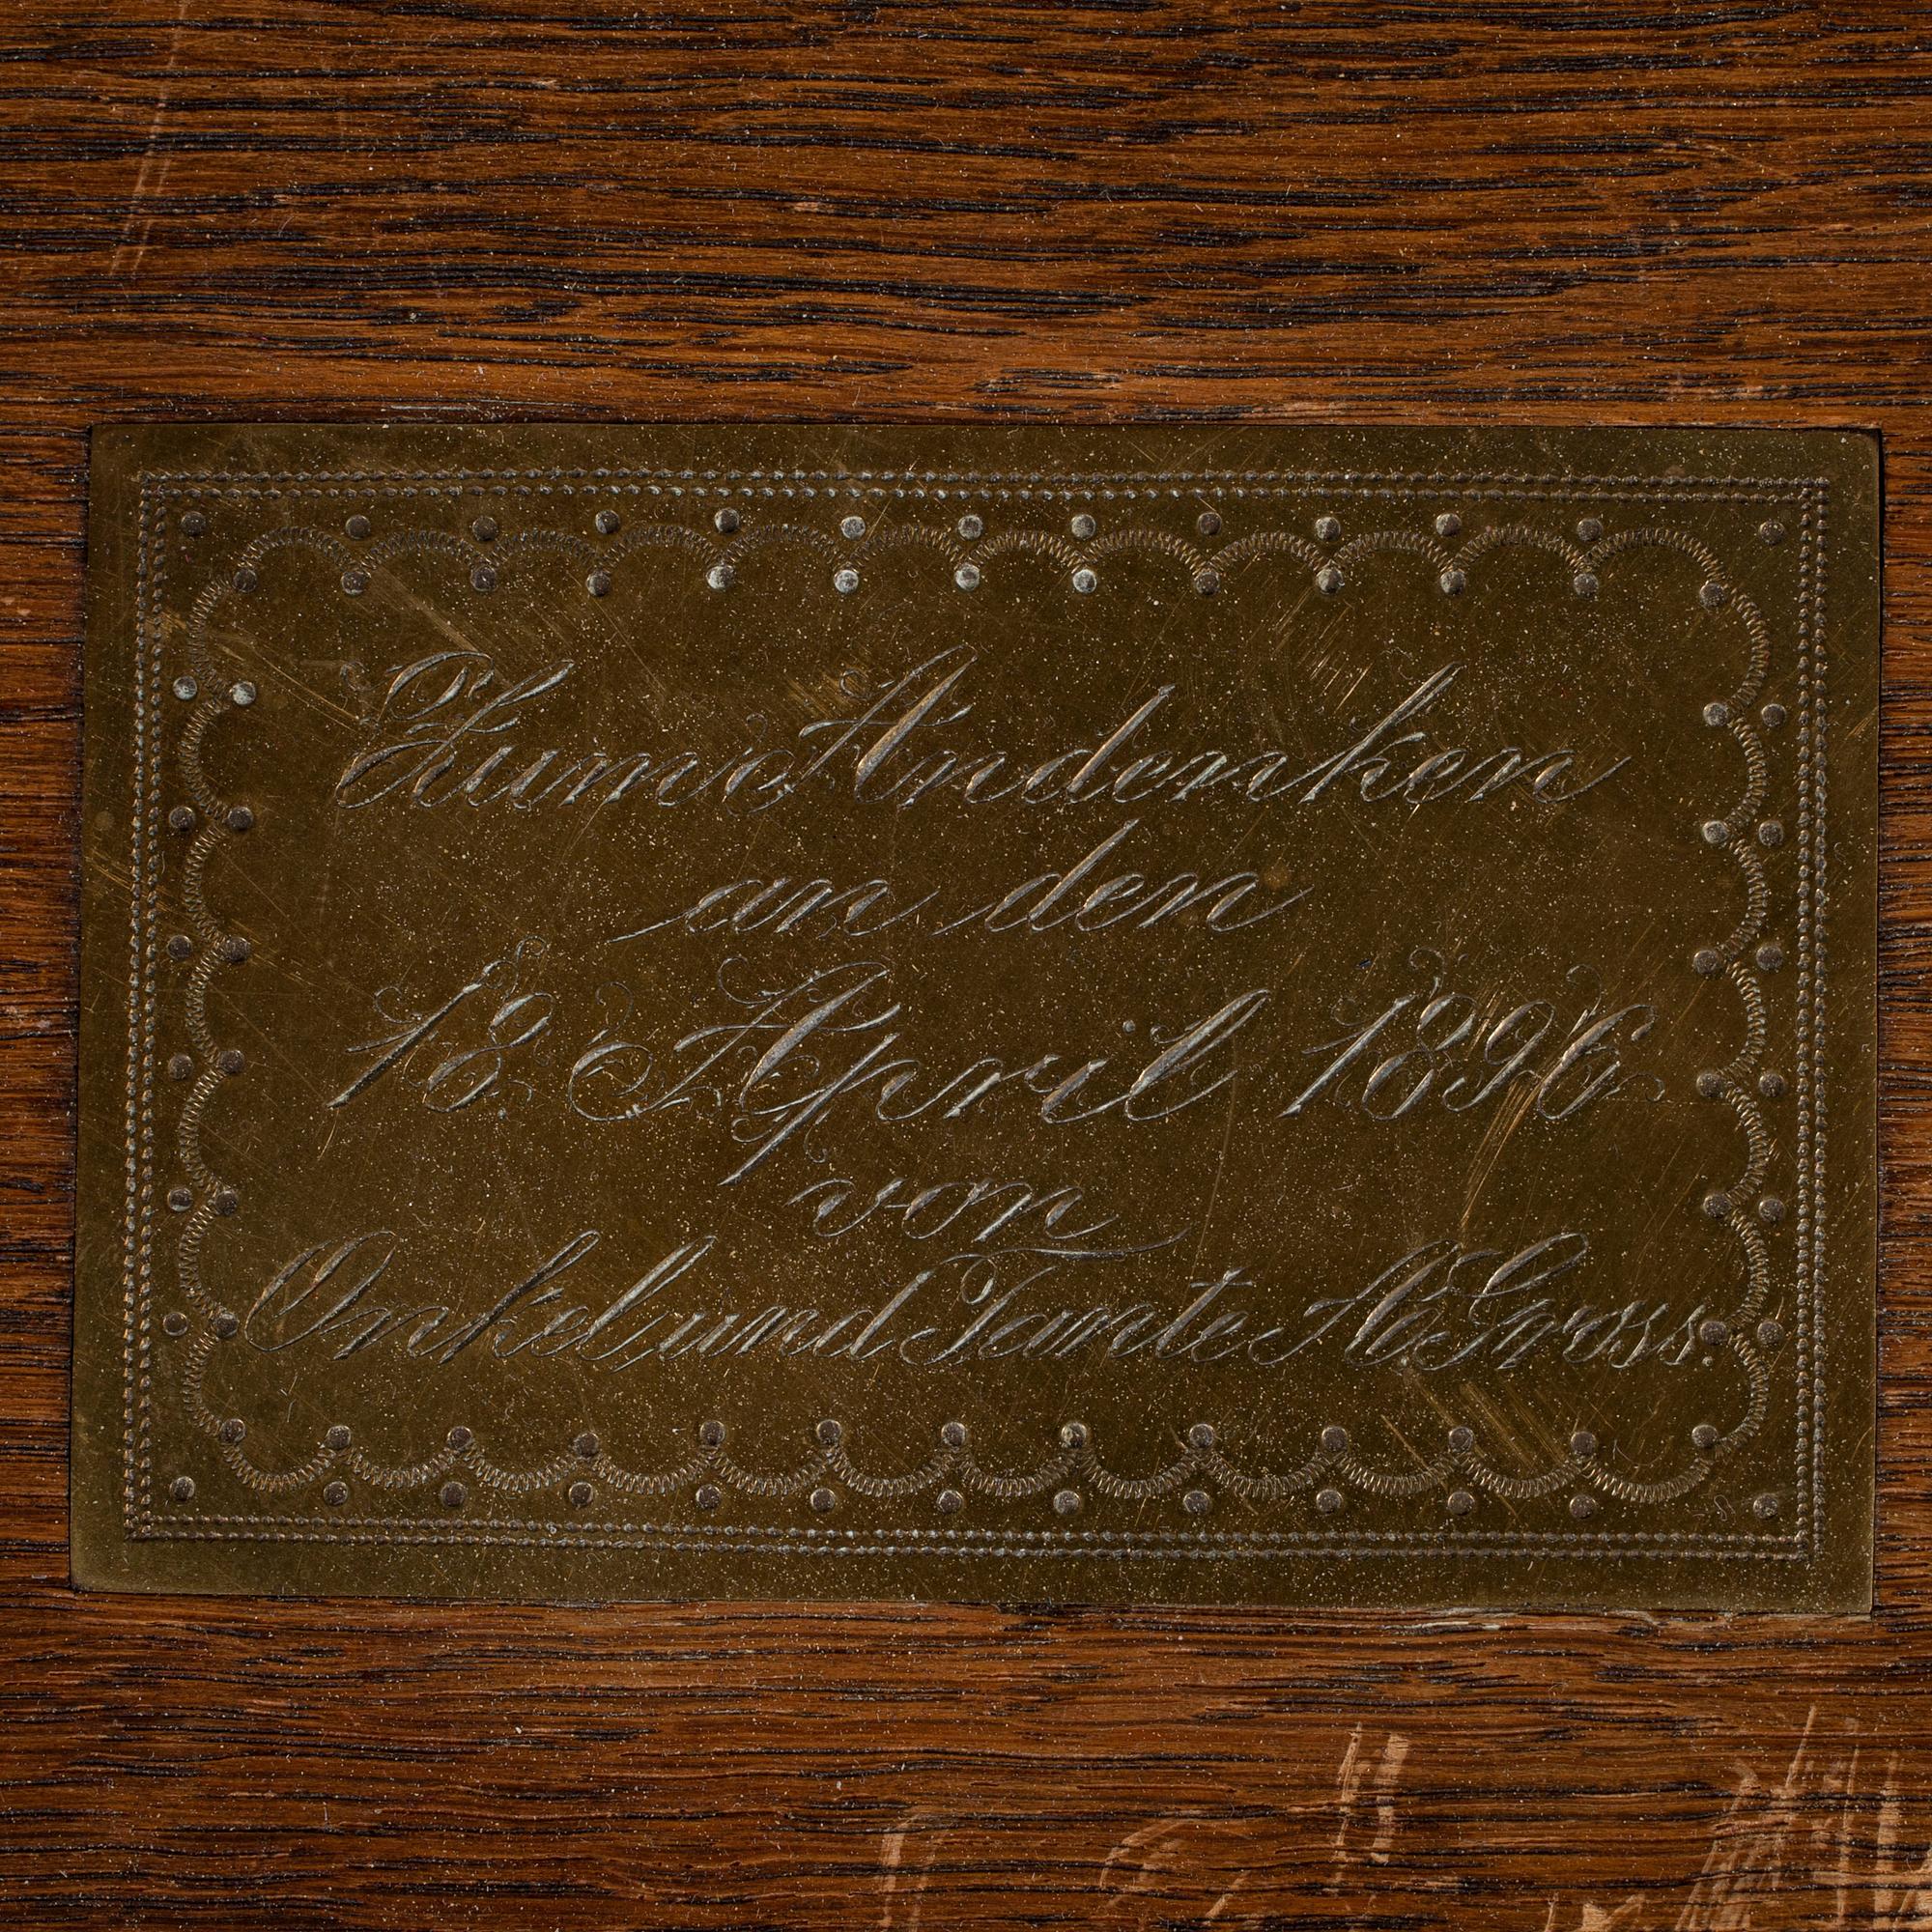 Zum Andenken
an den
18. April 1896
von
Onkel und Tante Gross.